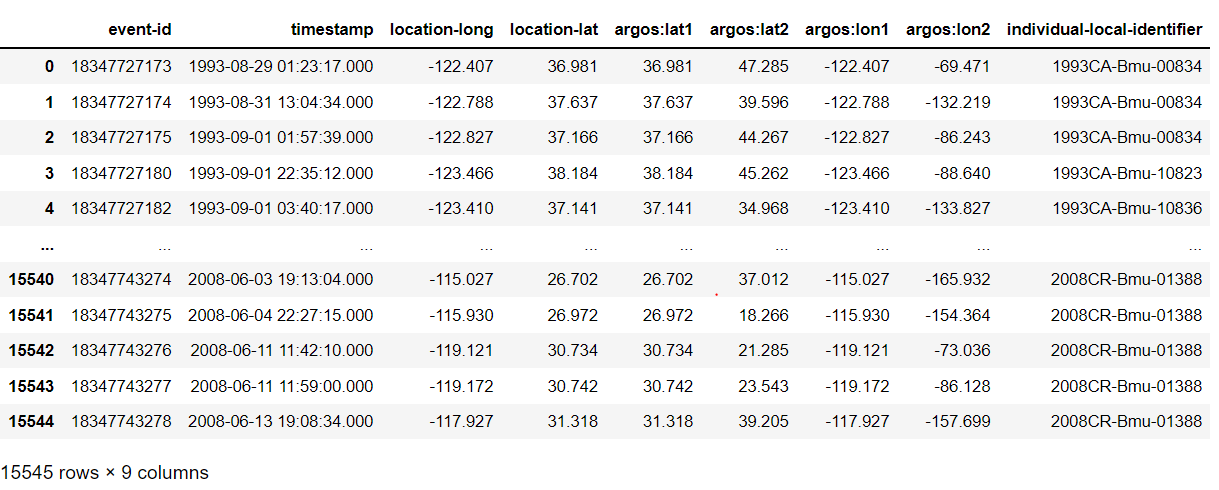 event-id timestamp location-long location-lat argos:lat1 argos:lat2 argos:lon1 argos:lon2 individual-local-identifier
0 18347727173 1993-08-29 01:23:17.000 -122.407 36.981 36.981 47.285 -122.407 -69.471 1993CA-Bmu-00834
1 18347727174 1993-08-31 13:04:34.000 -122.788 37.637 37.637 39.596 -122.788 -132.219 1993CA-Bmu-00834
2 18347727175 1993-09-01 01:57:39.000 -122.827 37.166 37.166 44.267 -122.827 -86.243 1993CA-Bmu-00834
3 18347727180 1993-09-01 22:35:12.000 -123.466 38.184 38.184 45.262 -123.466 -88.640 1993CA-Bmu-10823
4 18347727182 1993-09-01 03:40:17.000 -123.410 37.141 37.141 34.968 -123.410 -133.827 1993CA-Bmu-10836
... ... ... ... ... ... ... ... ... ...
15540 18347743274 2008-06-03 19:13:04.000 -115.027 26.702 26.702 37.012 -115.027 -165.932 2008CR-Bmu-01388
15541 18347743275 2008-06-04 22:27:15.000 -115.930 26.972 26.972 18.266 -115.930 -154.364 2008CR-Bmu-01388
15542 18347743276 2008-06-11 11:42:10.000 -119.121 30.734 30.734 21.285 -119.121 -73.036 2008CR-Bmu-01388
15543 18347743277 2008-06-11 11:59:00.000 -119.172 30.742 30.742 23.543 -119.172 -86.128 2008CR-Bmu-01388
15544 18347743278 2008-06-13 19:08:34.000 -117.927 31.318 31.318 39.205 -117.927 -157.699 2008CR-Bmu-01388
15545 rows × 9 columns